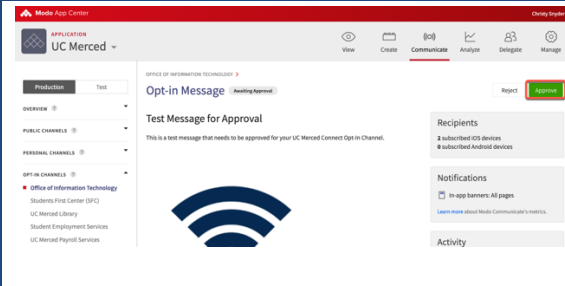 Modo App Center
Christy Snyder
APPLICATION
UC Merced
View
Create
Communicate
Analyze
Delegate
Manage
Production
Test
OVERVIEW
PUBLIC CHANNELS
PERSONAL CHANNELS
OPT-IN CHANNELS
Office of Information Technology
Students First Center (SFC)
UC Merced Library
Student Employment Services
UC Merced Payroll Services
OFFICE OF INFORMATION TECHNOLOGY >
Opt-in Message
Awaiting Approval
Reject
Approve
Test Message for Approval
This is a test message that needs to be approved for your UC Merced Connect Opt-In Channel.
Recipients
2 subscribed iOS devices
0 subscribed Android devices
Notifications
In-app banners: All pages
Learn more about Modo Communicate's metrics.
Activity